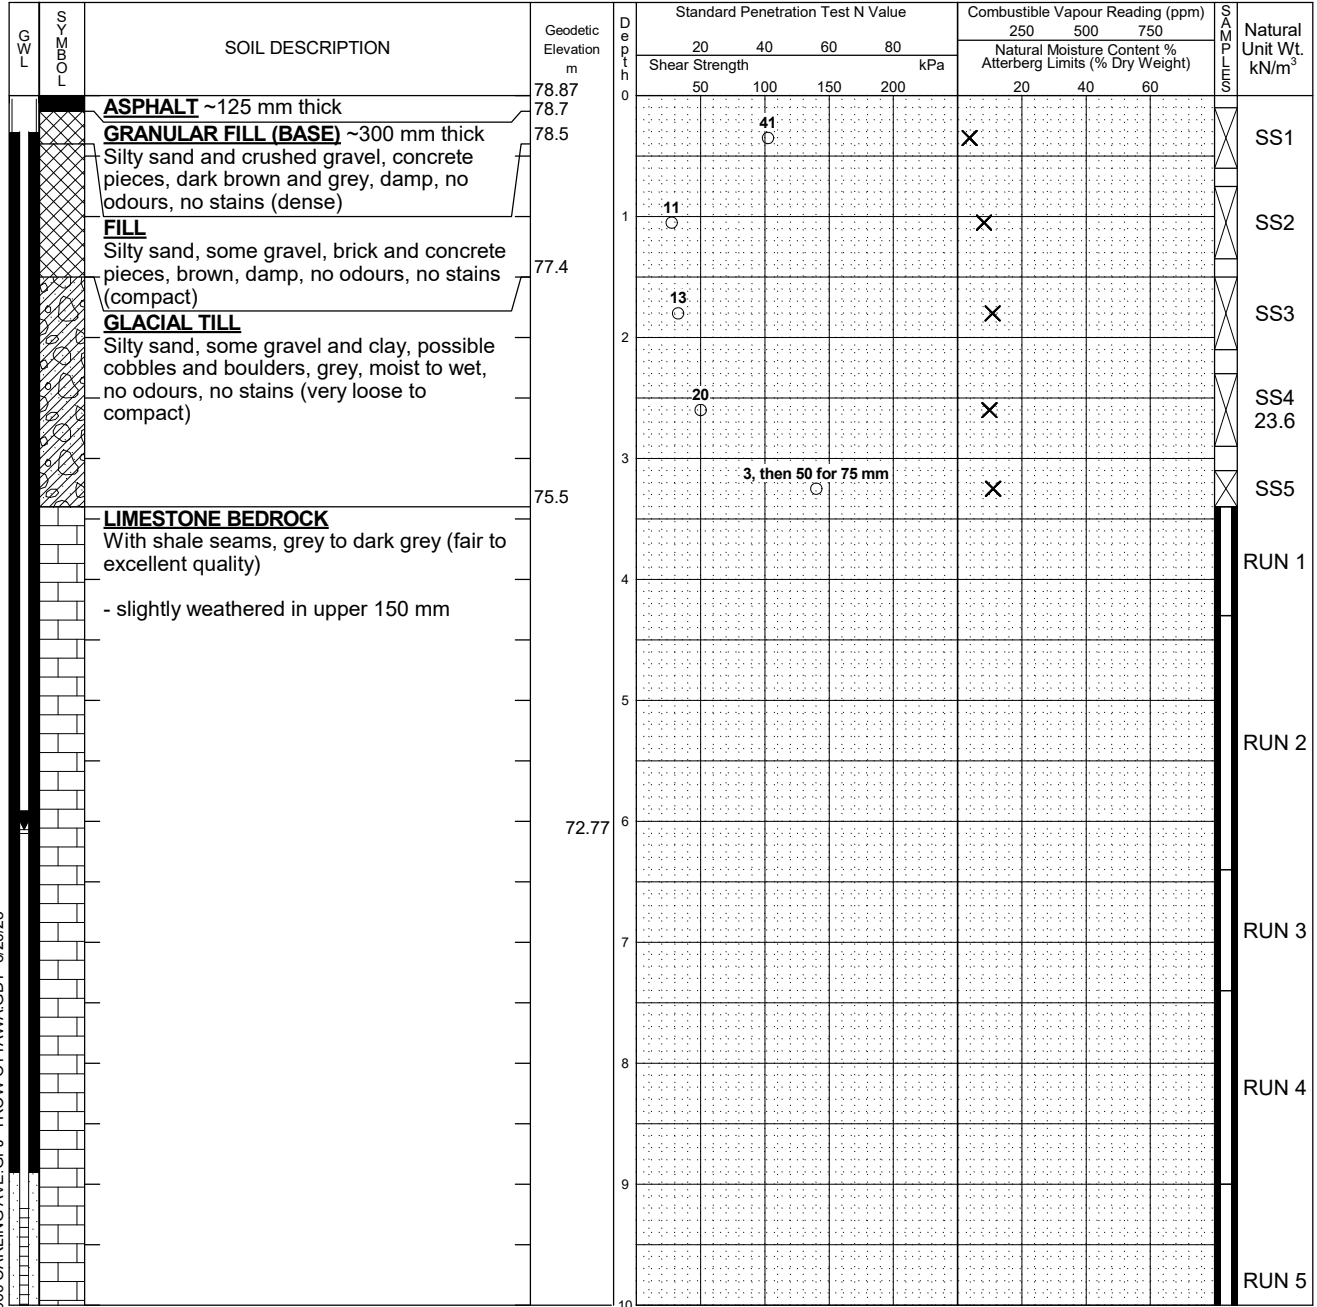 GWL
SYMBOL
SOIL DESCRIPTION
Geodetic
Elevation
m
Depth
Standard Penetration Test N Value
20 40 60 80
Shear Strength kPa
50 100 150 200
Combustible Vapour Reading (ppm)
250 500 750
Natural Moisture Content %
Atterberg Limits (% Dry Weight)
20 40 60
SAMPLES
Natural
Unit Wt.
kN/m³
78.87
0
ASPHALT ~125 mm thick
78.7
GRANULAR FILL (BASE) ~300 mm thick
78.5
Silty sand and crushed gravel, concrete
pieces, dark brown and grey, damp, no
odours, no stains (dense)
41
SS1
FILL
Silty sand, some gravel, brick and concrete
pieces, brown, damp, no odours, no stains
(compact)
77.4
11
1
SS2
GLACIAL TILL
Silty sand, some gravel and clay, possible
cobbles and boulders, grey, moist to wet,
no odours, no stains (very loose to
compact)
13
SS3
2
20
SS4
23.6
3
3, then 50 for 75 mm
SS5
75.5
LIMESTONE BEDROCK
With shale seams, grey to dark grey (fair to
excellent quality)
- slightly weathered in upper 150 mm
RUN 1
4
5
RUN 2
72.77
6
RUN 3
7
8
RUN 4
9
RUN 5
10